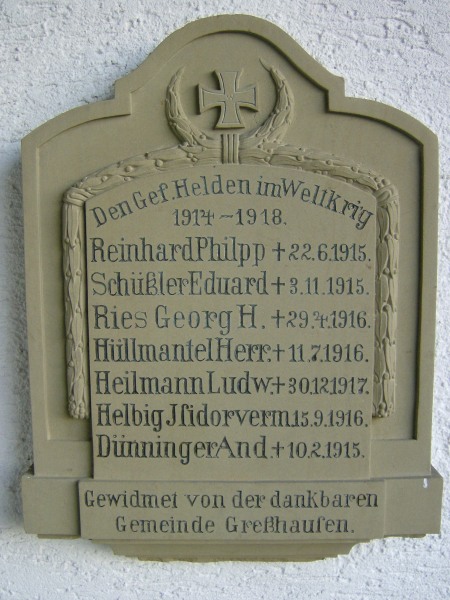 Den Gef. Helden im Weltkrig
1914 – 1918.
Reinhard Philpp + 22.6.1915.
Schüßler Eduard + 3.11.1915.
Ries Georg H. + 29.4.1916.
Hüllmantel Herr. + 11.7.1916.
Heilmann Ludw. + 30.12.1917.
Helbig Jſidor verm. 15.9.1916.
Dünninger And. + 10.2.1915.
Gewidmet von der dankbaren
Gemeinde Greßhauſen.